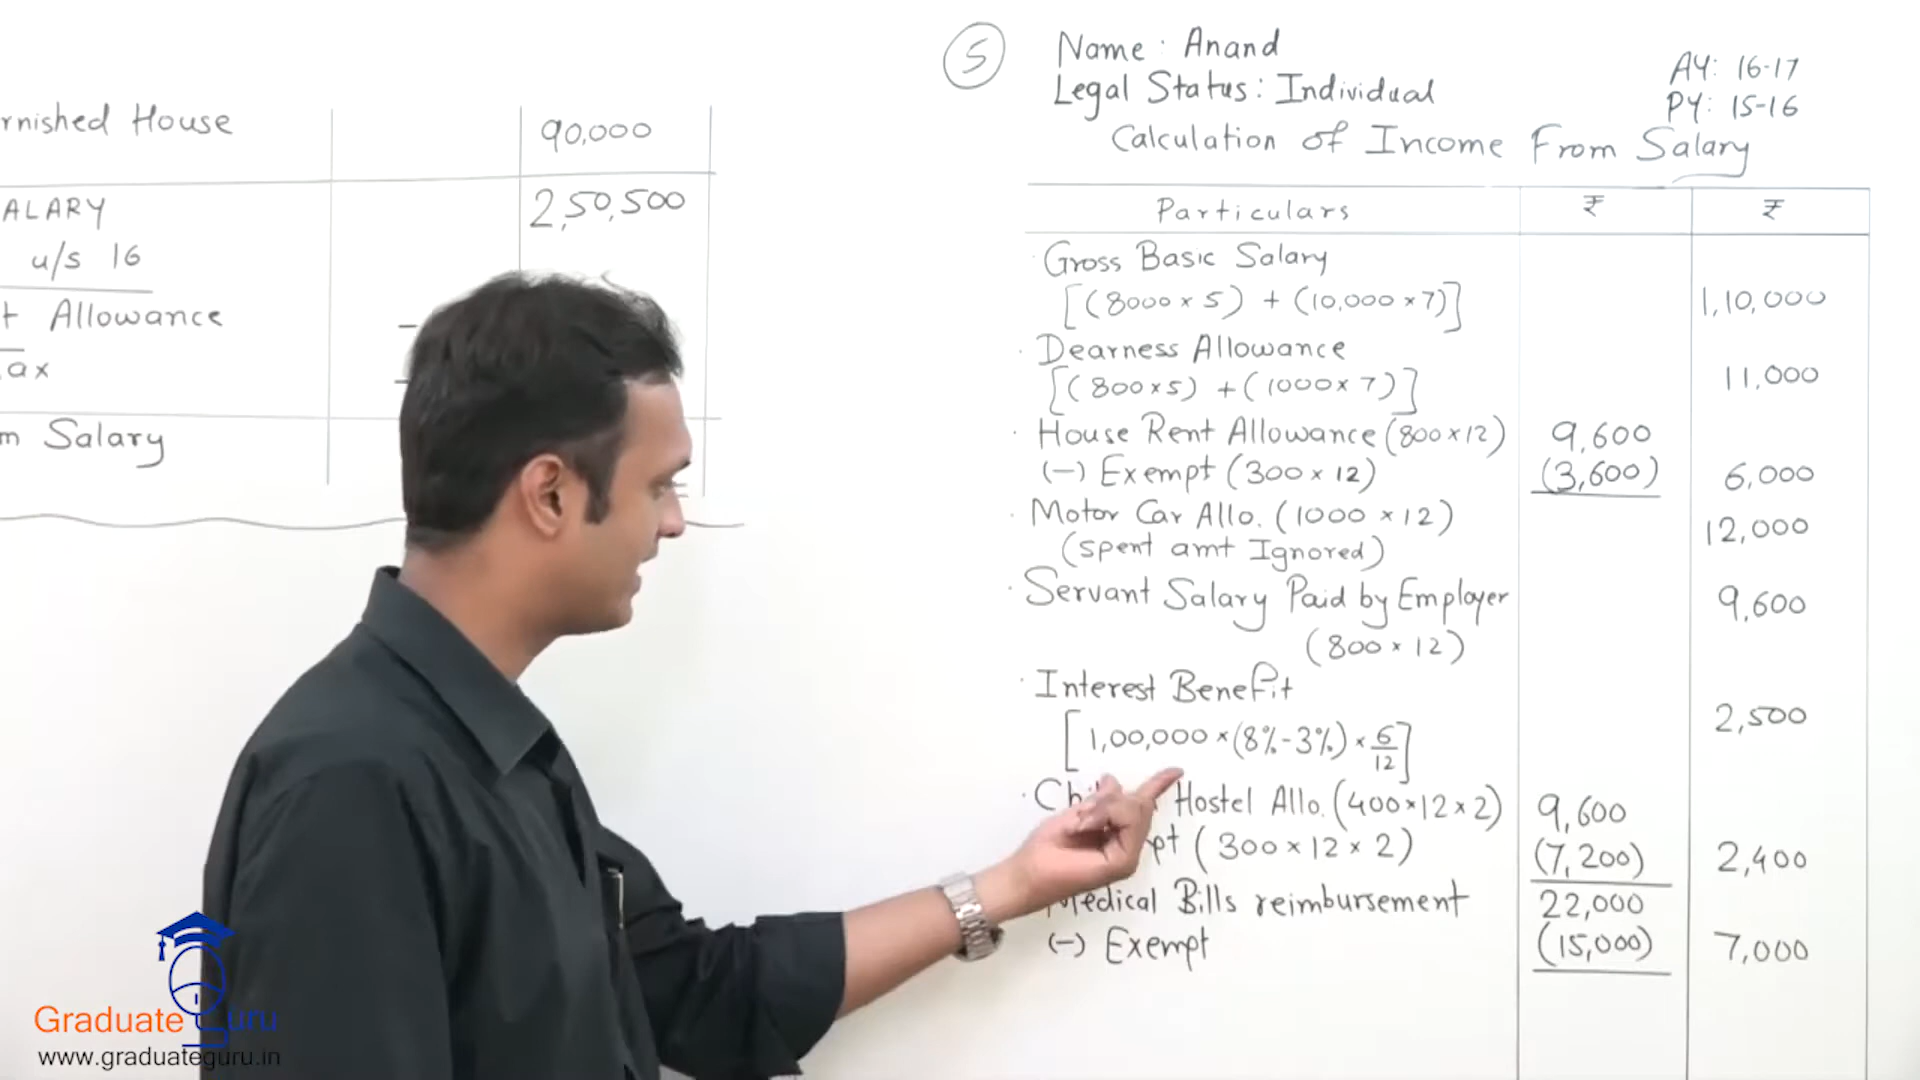 rnished House 90,000
ALARY 2,50,500
u/s 16
t Allowance
ax
m Salary
5
Name: Anand
Legal Status: Individual
AY: 16-17
PY: 15-16
Calculation of Income From Salary
Particulars ₹ ₹
Gross Basic Salary
[(8000 × 5) + (10,000 × 7)] 1,10,000
Dearness Allowance
[(800×5) + (1000×7)] 11,000
House Rent Allowance (800×12) 9,600
(-) Exempt (300 × 12) (3,600) 6,000
Motor Car Allo. (1000 × 12) 12,000
(spent amt Ignored)
Servant Salary Paid by Employer 9,600
(800 × 12)
Interest Benefit
[1,00,000 × (8% - 3%) × 6/12] 2,500
Hostel Allo. (400×12×2) 9,600
pt (300 × 12 × 2) (7,200) 2,400
Medical Bills reimbursement 22,000
(-) Exempt (15,000) 7,000
Graduate Guru
www.graduateguru.in